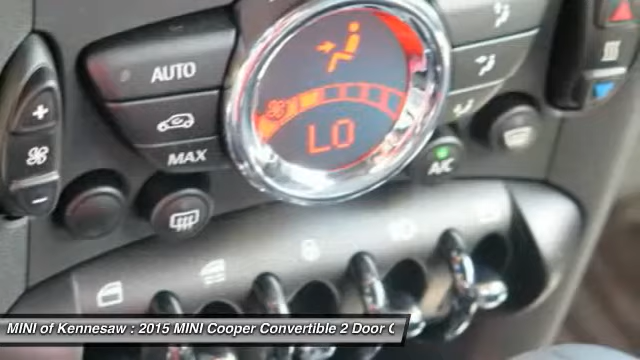 AUTO
MAX
LO
A/C
MINI of Kennesaw : 2015 MINI Cooper Convertible 2 Door